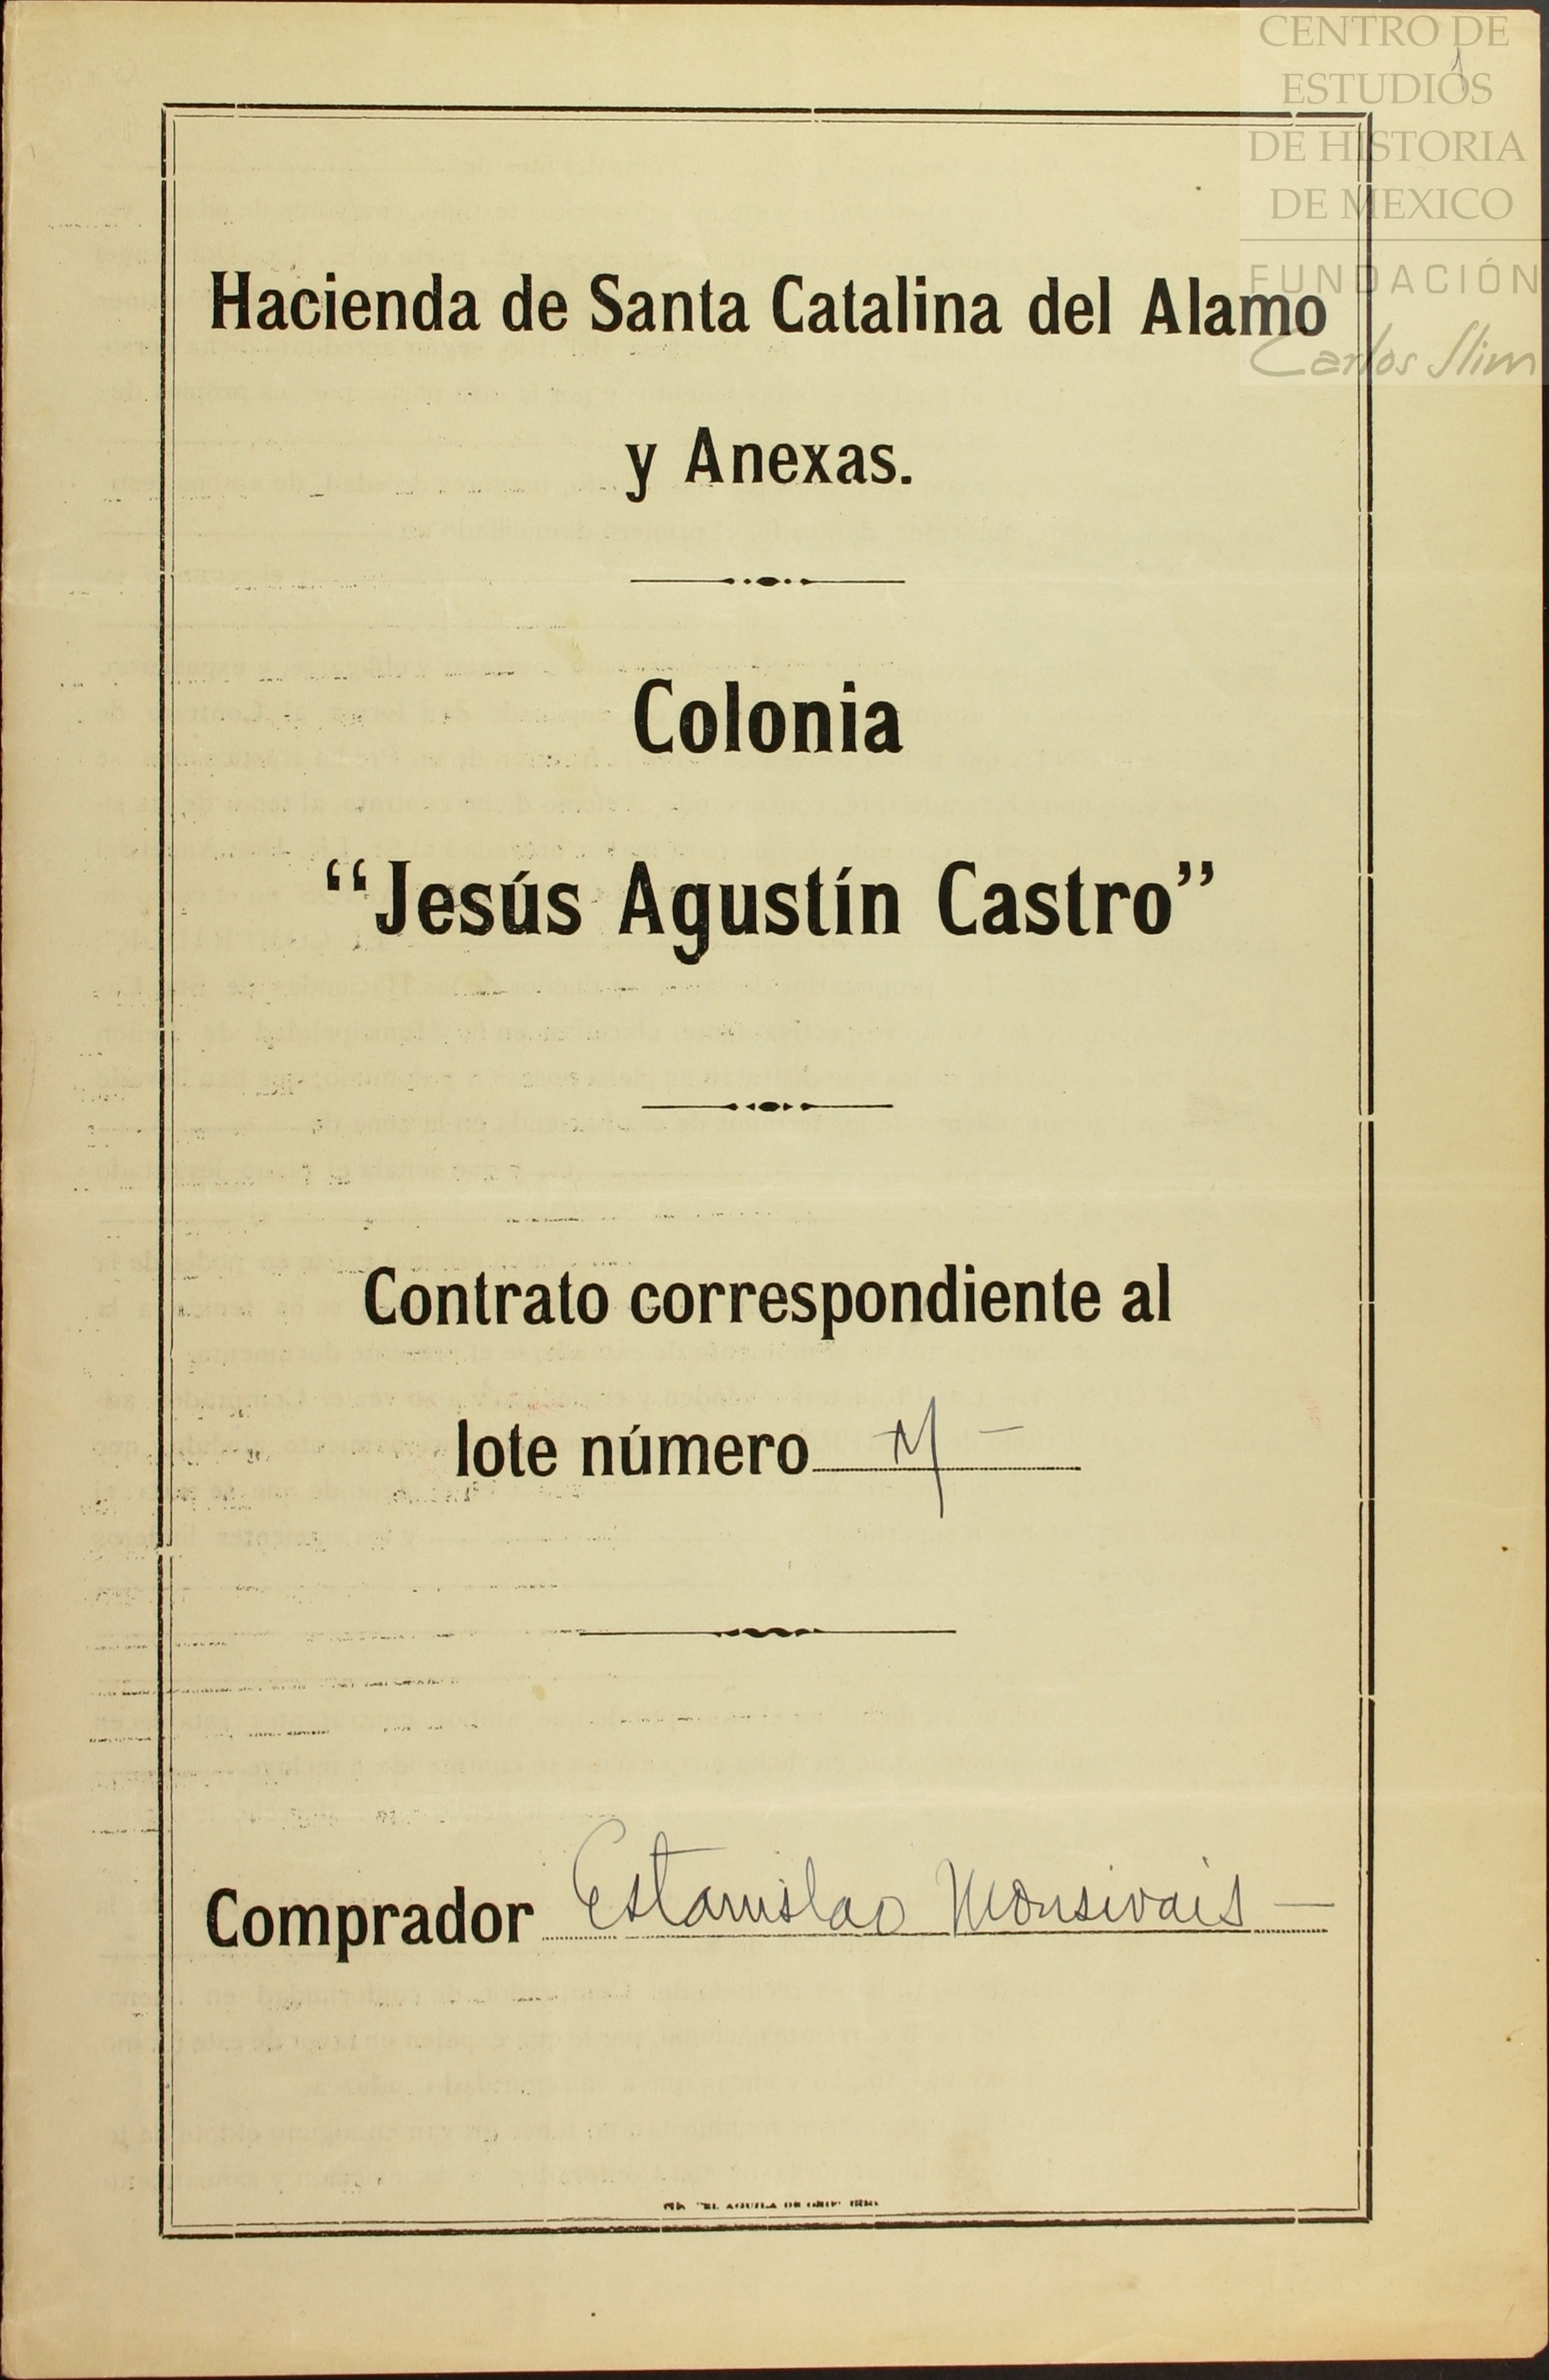 CENTRO DE
ESTUDIOS
DE HISTORIA
DE MEXICO
FUNDACIÓN
Carlos Slim
1
Hacienda de Santa Catalina del Alamo
y Anexas.
Colonia
“Jesús Agustín Castro”
Contrato correspondiente al
lote número
Comprador Estanislao Monsivais